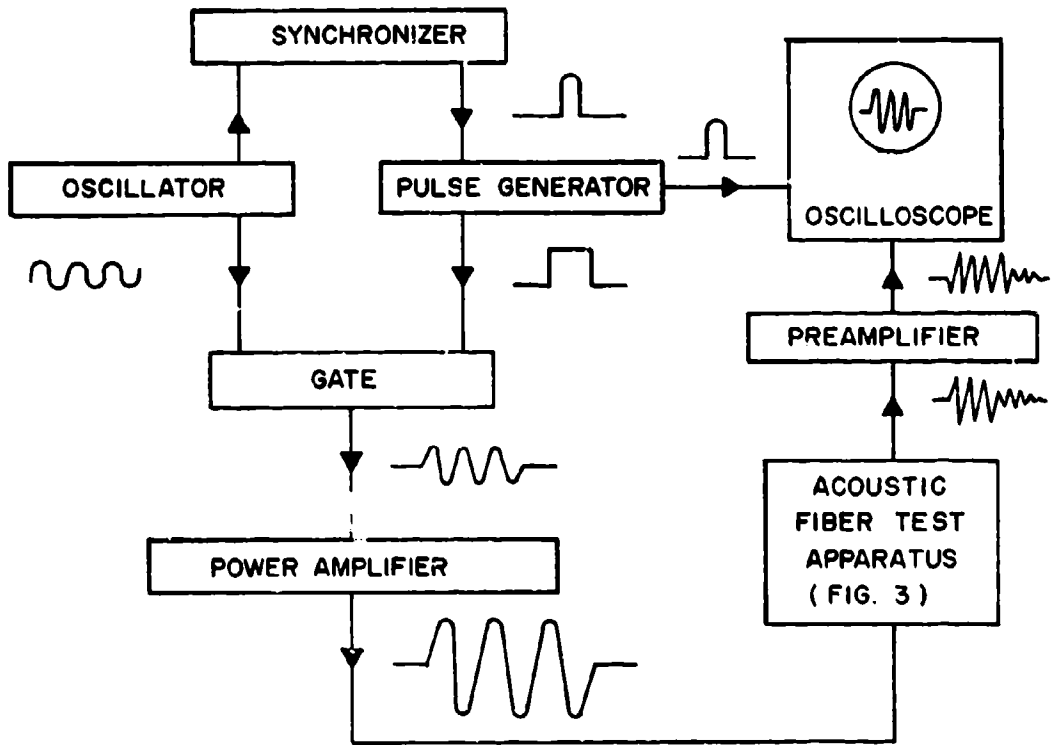 SYNCHRONIZER
OSCILLATOR
PULSE GENERATOR
OSCILLOSCOPE
GATE
PREAMPLIFIER
POWER AMPLIFIER
ACOUSTIC
FIBER TEST
APPARATUS
( FIG. 3 )